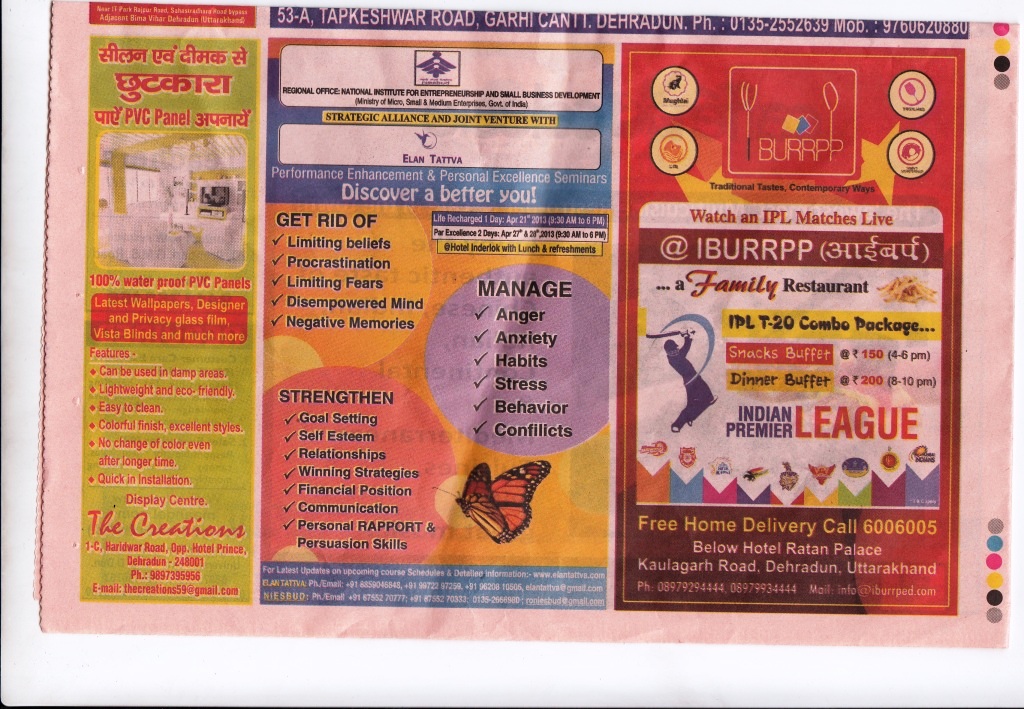 Near IT Park Rajpur Road, Sahastradhara Road bypass
Adjacent Bima Vihar Dehradun (Uttarakhand)
53-A, TAPKESHWAR ROAD, GARHI CANTT. DEHRADUN. Ph. : 0135-2552639 Mob. : 9760620880
सीलन एवं दीमक से
छुटकारा
पाऐं PVC Panel अपनायें
100% water proof PVC Panels
Latest Wallpapers, Designer
and Privacy glass film,
Vista Blinds and much more
Features -
Can be used in damp areas.
Lightweight and eco- friendly.
Easy to clean.
Colorful finish, excellent styles.
No change of color even
after longer time.
Quick in Installation.
Display Centre.
The Creations
1-C, Haridwar Road, Opp. Hotel Prince,
Dehradun - 248001
Ph.: 9897395956
E-mail: thecreations59@gmail.com
REGIONAL OFFICE: NATIONAL INSTITUTE FOR ENTREPRENEURSHIP AND SMALL BUSINESS DEVELOPMENT
(Ministry of Micro, Small & Medium Enterprises, Govt. of India)
STRATEGIC ALLIANCE AND JOINT VENTURE WITH
ELAN TATTVA
Performance Enhancement & Personal Excellence Seminars
Discover a better you!
GET RID OF
✓ Limiting beliefs
✓ Procrastination
✓ Limiting Fears
✓ Disempowered Mind
✓ Negative Memories
Life Recharged 1 Day: Apr 21st 2013 (9:30 AM to 6 PM)
Par Excellence 2 Days: Apr 27th & 28th,2013 (9:30 AM to 6 PM)
@Hotel Inderlok with Lunch & refreshments
MANAGE
✓ Anger
✓ Anxiety
✓ Habits
✓ Stress
✓ Behavior
✓ Confilicts
STRENGTHEN
✓ Goal Setting
✓ Self Esteem
✓ Relationships
✓ Winning Strategies
✓ Financial Position
✓ Communication
✓ Personal RAPPORT &
Persuasion Skills
For Latest Updates on upcoming course Schedules & Detailed information:- www.elantattva.com
ELAN TATTVA: Ph./Email: elantattva@gmail.com
NIESBUD: Ph./Email +91 87552 70777; +91 87552 70333; roniesbud@gmail.com
Mughlai
IBURRPP
Traditional Tastes, Contemporary Ways
Watch an IPL Matches Live
@ IBURRPP (आईबर्प)
... a Family Restaurant
IPL T-20 Combo Package...
Snacks Buffet @ ₹ 150 (4-6 pm)
Dinner Buffet @ ₹ 200 (8-10 pm)
INDIAN
PREMIER LEAGUE
Free Home Delivery Call 6006005
Below Hotel Ratan Palace
Kaulagarh Road, Dehradun, Uttarakhand
Ph: 08979294444, 08979934444 Mail: info@iburrped.com